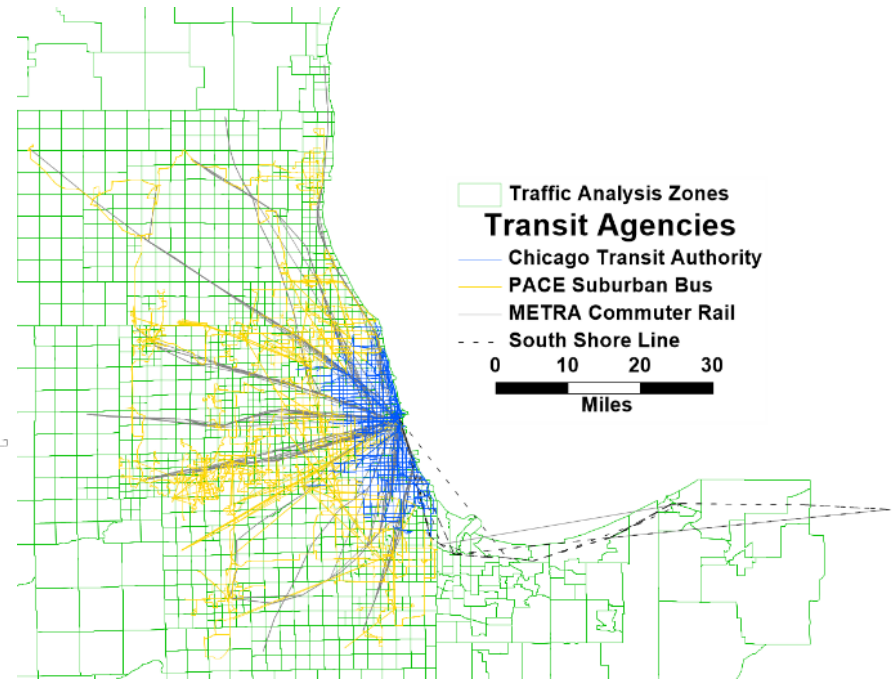 Traffic Analysis Zones
Transit Agencies
Chicago Transit Authority
PACE Suburban Bus
METRA Commuter Rail
South Shore Line
0 10 20 30
Miles